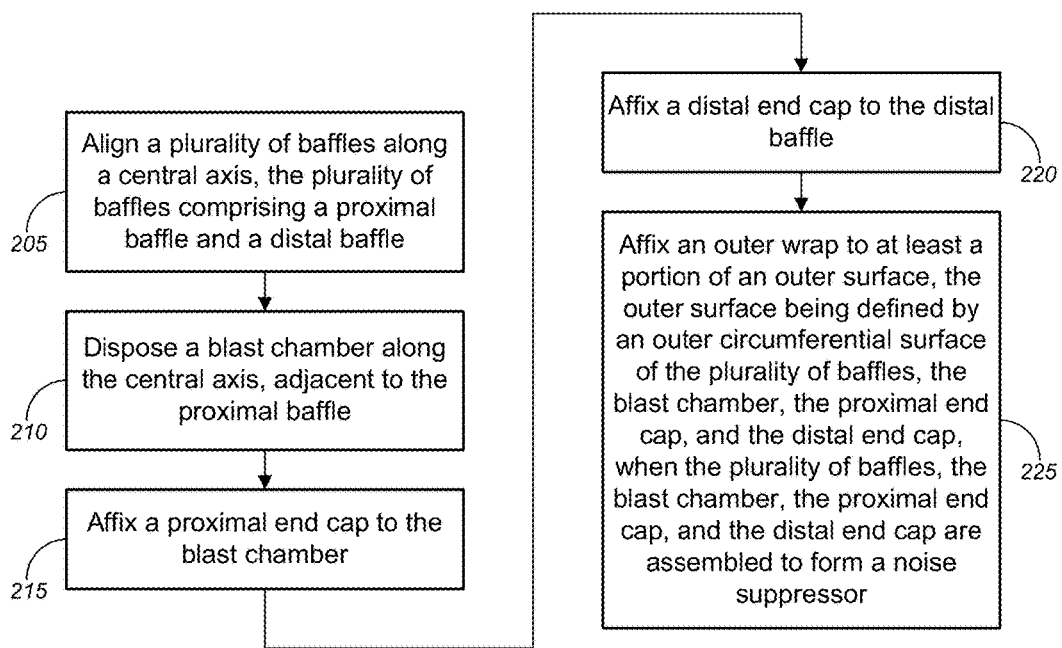 Align a plurality of baffles along
a central axis, the plurality of
baffles comprising a proximal
baffle and a distal baffle
205
Dispose a blast chamber along
the central axis, adjacent to the
proximal baffle
210
Affix a proximal end cap to the
blast chamber
215
Affix a distal end cap to the distal
baffle
220
Affix an outer wrap to at least a
portion of an outer surface, the
outer surface being defined by
an outer circumferential surface
of the plurality of baffles, the
blast chamber, the proximal end
cap, and the distal end cap,
when the plurality of baffles, the
blast chamber, the proximal end
cap, and the distal end cap are
assembled to form a noise
suppressor
225